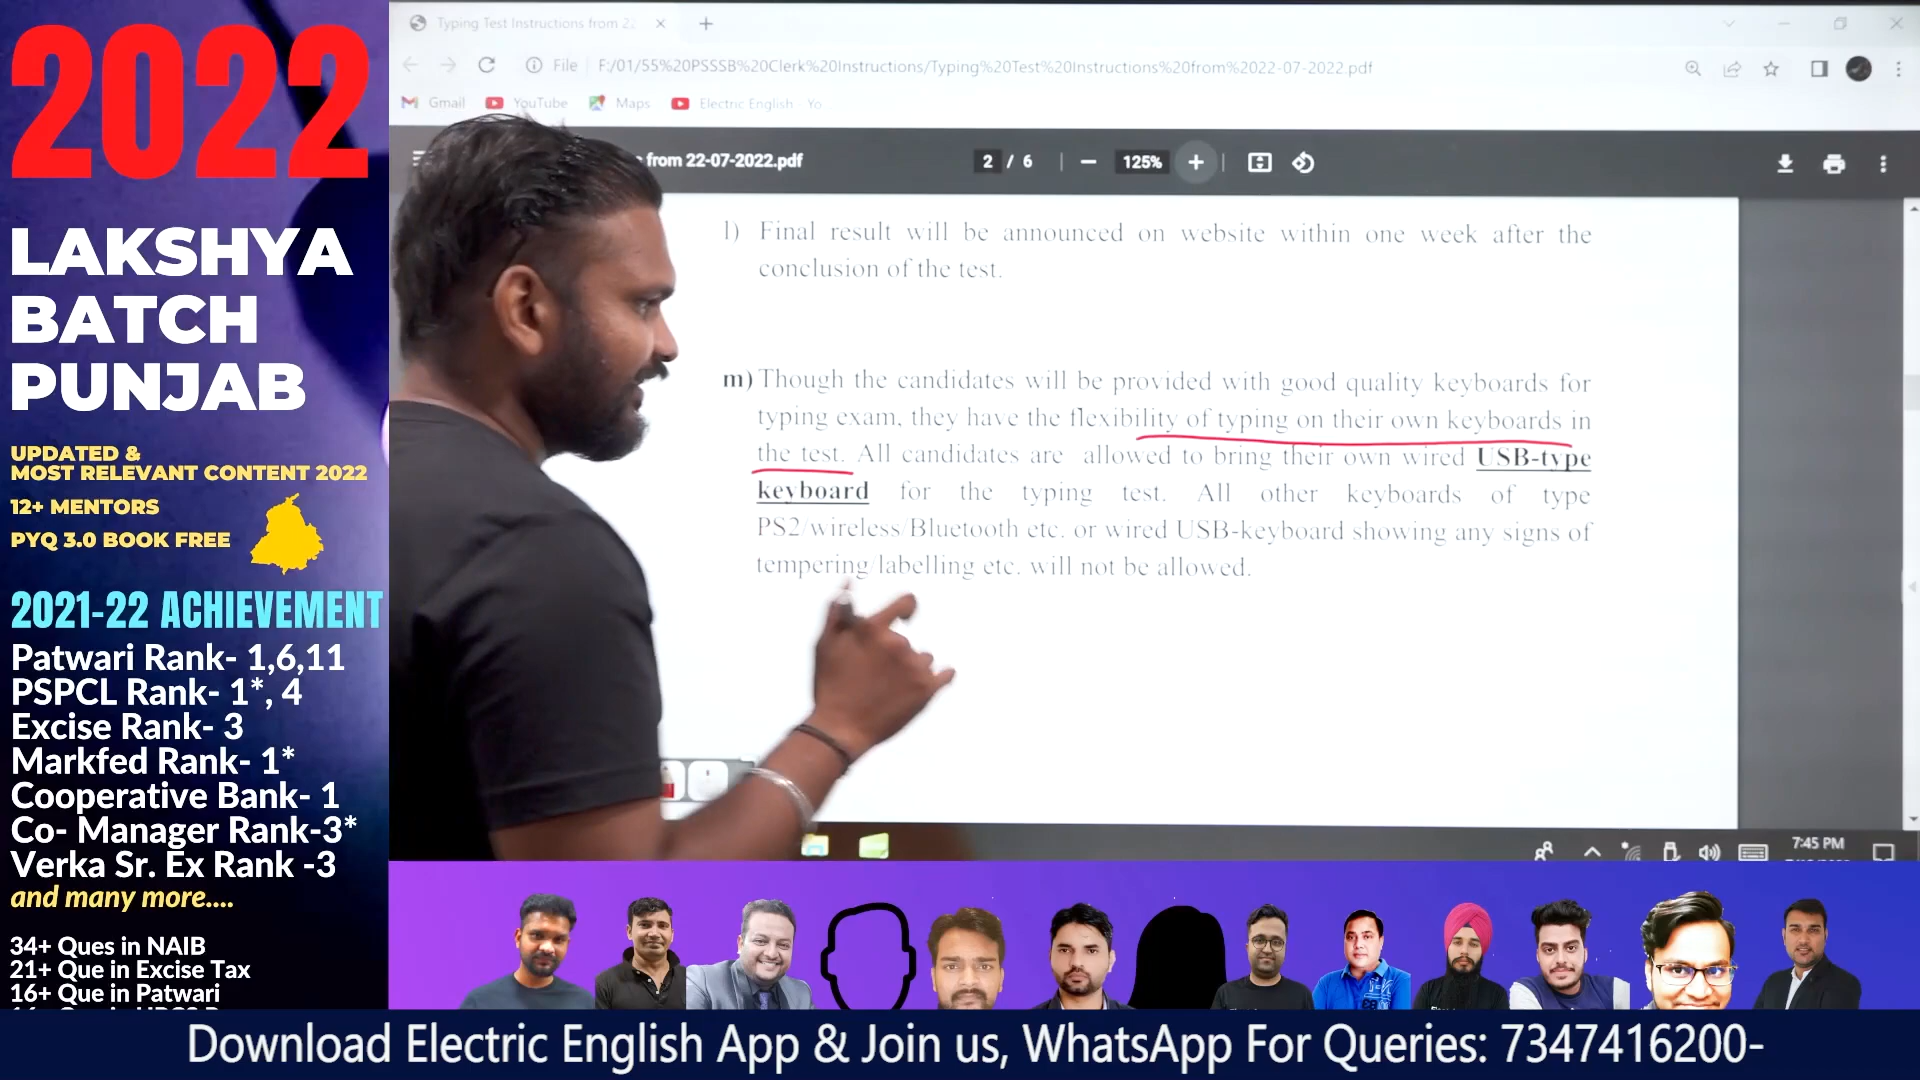 2022
LAKSHYA
BATCH
PUNJAB
UPDATED &
MOST RELEVANT CONTENT 2022
12+ MENTORS
PYQ 3.0 BOOK FREE
2021-22 ACHIEVEMENT
Patwari Rank- 1,6,11
PSPCL Rank- 1*, 4
Excise Rank- 3
Markfed Rank- 1*
Cooperative Bank- 1
Co- Manager Rank-3*
Verka Sr. Ex Rank -3
and many more....
34+ Ques in NAIB
21+ Que in Excise Tax
16+ Que in Patwari
Typing Test Instructions from 22
File F:/01/55%20PSSSB%20Clerk%20Instructions/Typing%20Test%20Instructions%20from%2022-07-2022.pdf
Gmail YouTube Maps Electric English - Yo
from 22-07-2022.pdf 2 / 6 125%
l) Final result will be announced on website within one week after the
conclusion of the test.
m) Though the candidates will be provided with good quality keyboards for
typing exam, they have the flexibility of typing on their own keyboards in
the test. All candidates are allowed to bring their own wired USB-type
keyboard for the typing test. All other keyboards of type
PS2/wireless/Bluetooth etc. or wired USB-keyboard showing any signs of
tempering/labelling etc. will not be allowed.
7:45 PM
Download Electric English App & Join us, WhatsApp For Queries: 7347416200-